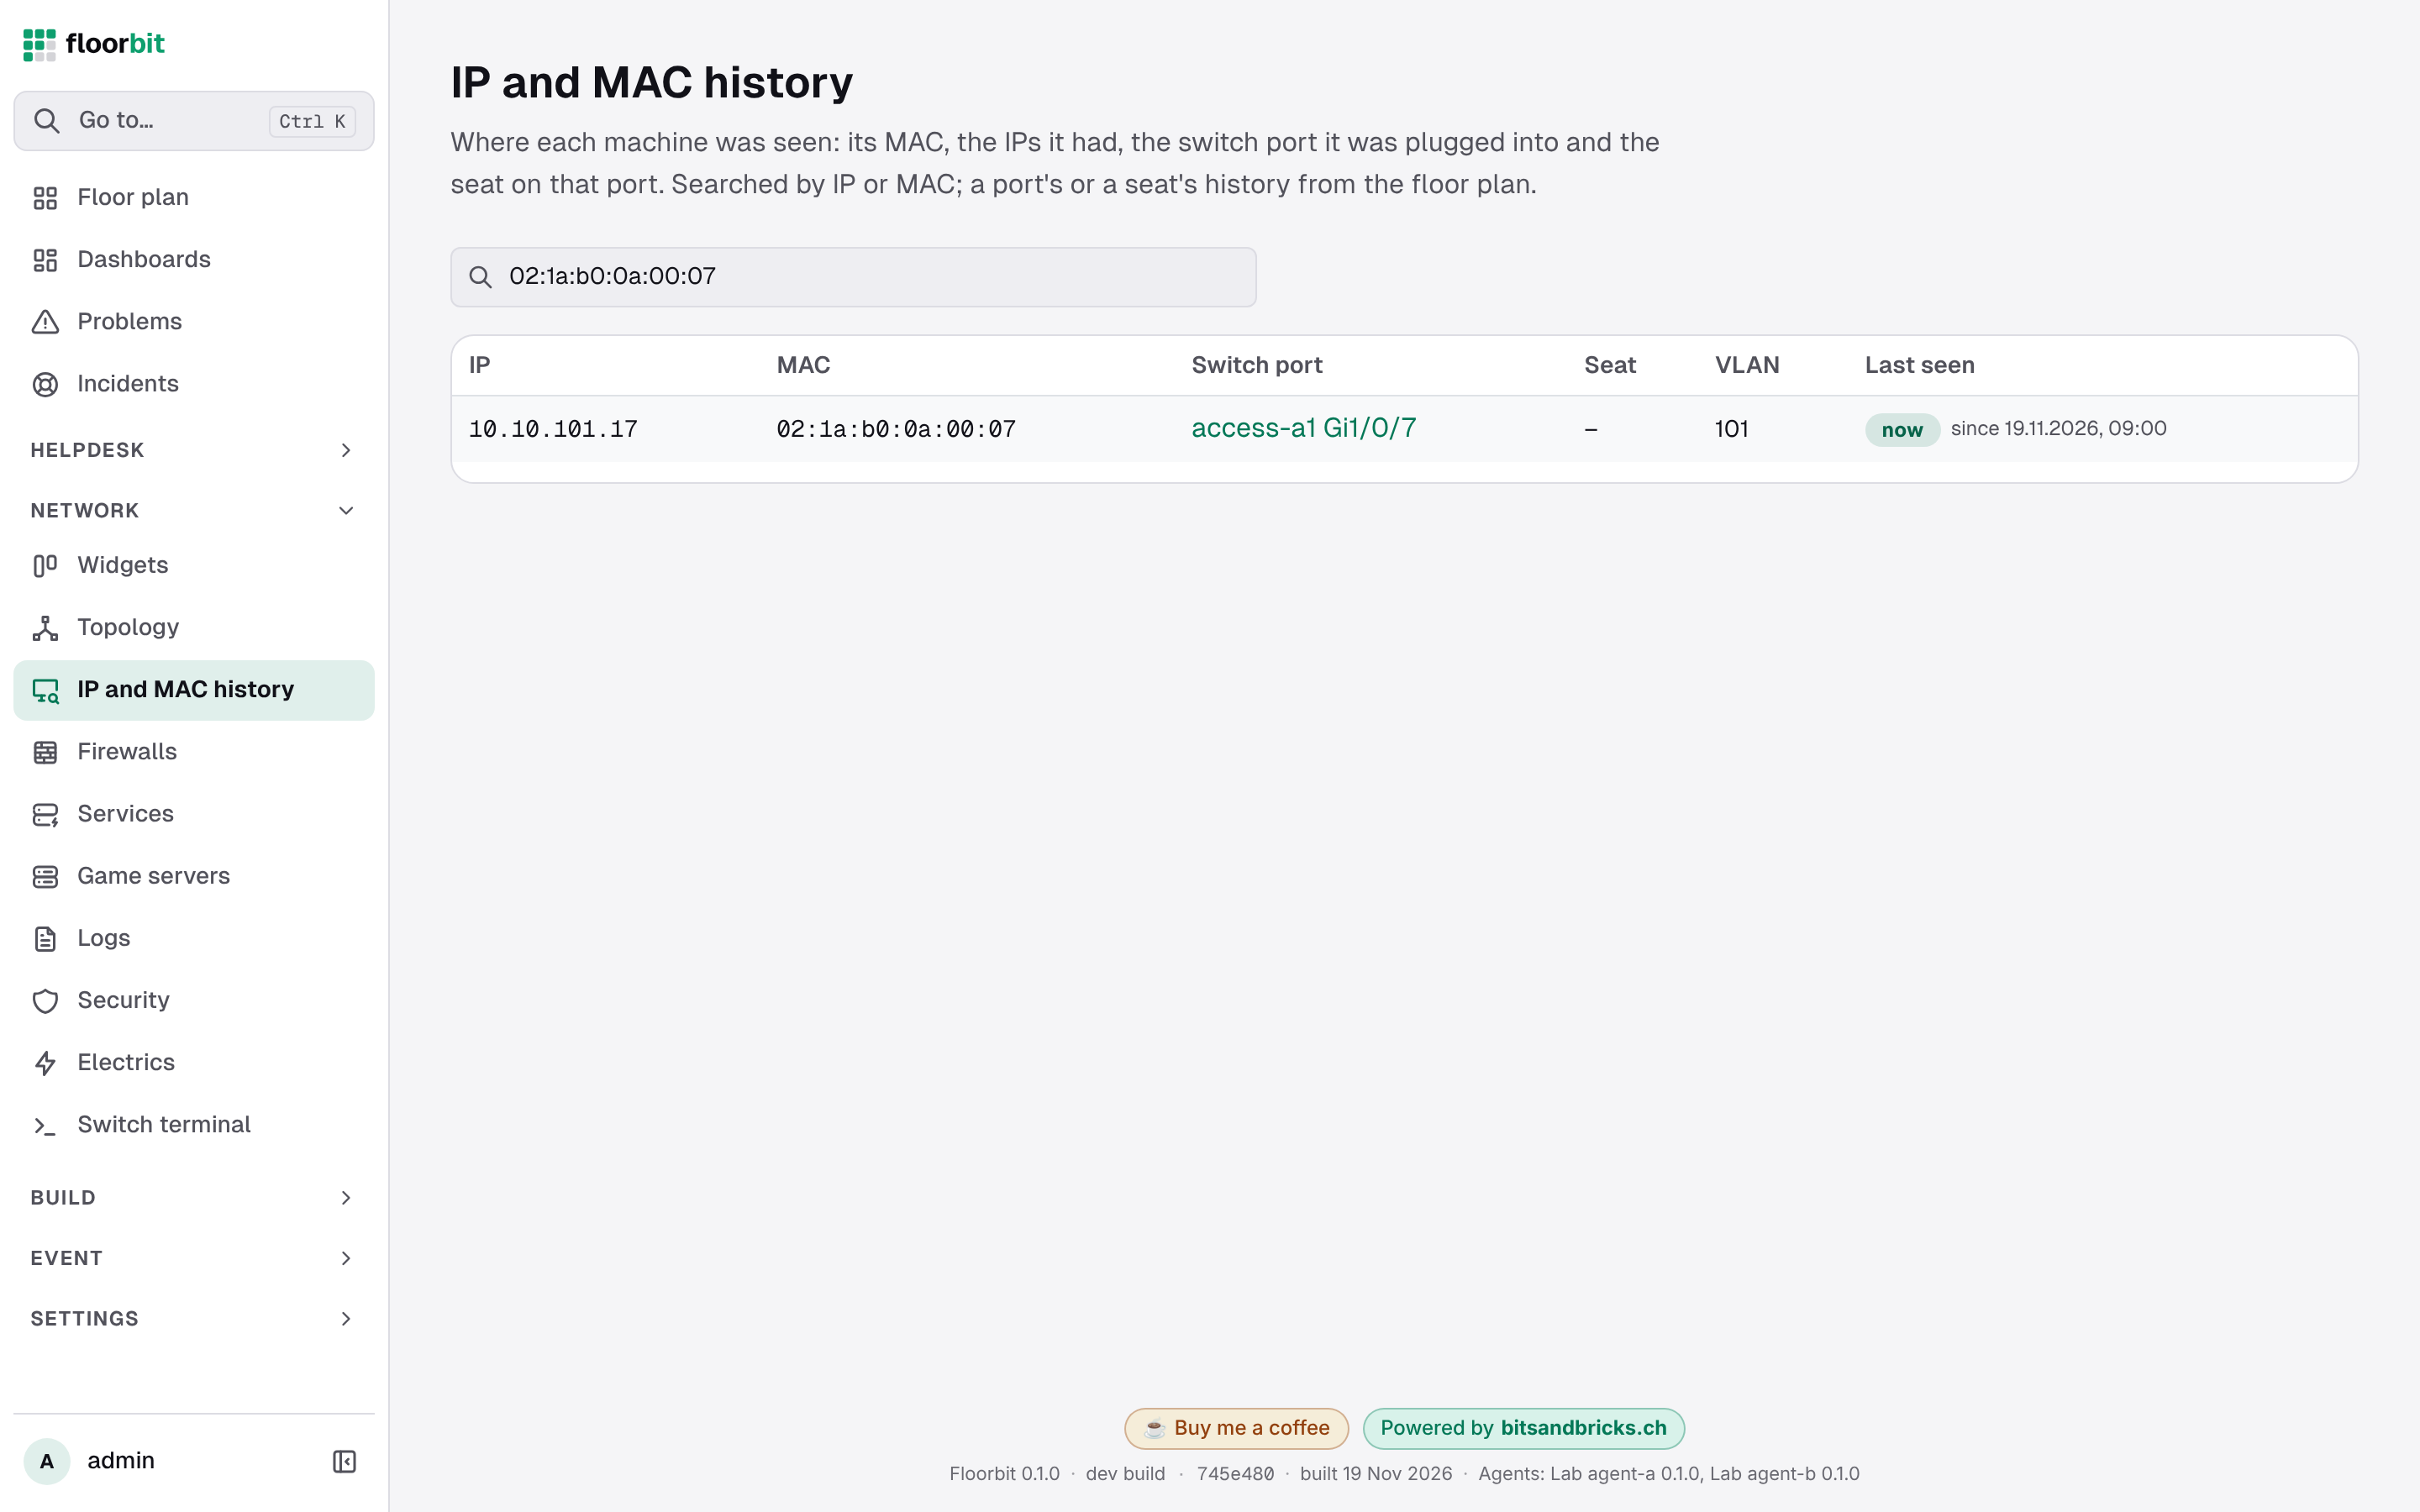 floorbit
Go to... Ctrl K
Floor plan
Dashboards
Problems
Incidents
HELPDESK
NETWORK
Widgets
Topology
IP and MAC history
Firewalls
Services
Game servers
Logs
Security
Electrics
Switch terminal
BUILD
EVENT
SETTINGS
A admin
IP and MAC history
Where each machine was seen: its MAC, the IPs it had, the switch port it was plugged into and the
seat on that port. Searched by IP or MAC; a port's or a seat's history from the floor plan.
02:1a:b0:0a:00:07
IP MAC Switch port Seat VLAN Last seen
10.10.101.17 02:1a:b0:0a:00:07 access-a1 Gi1/0/7 – 101 now since 19.11.2026, 09:00
Buy me a coffee Powered by bitsandbricks.ch
Floorbit 0.1.0 · dev build · 745e480 · built 19 Nov 2026 · Agents: Lab agent-a 0.1.0, Lab agent-b 0.1.0